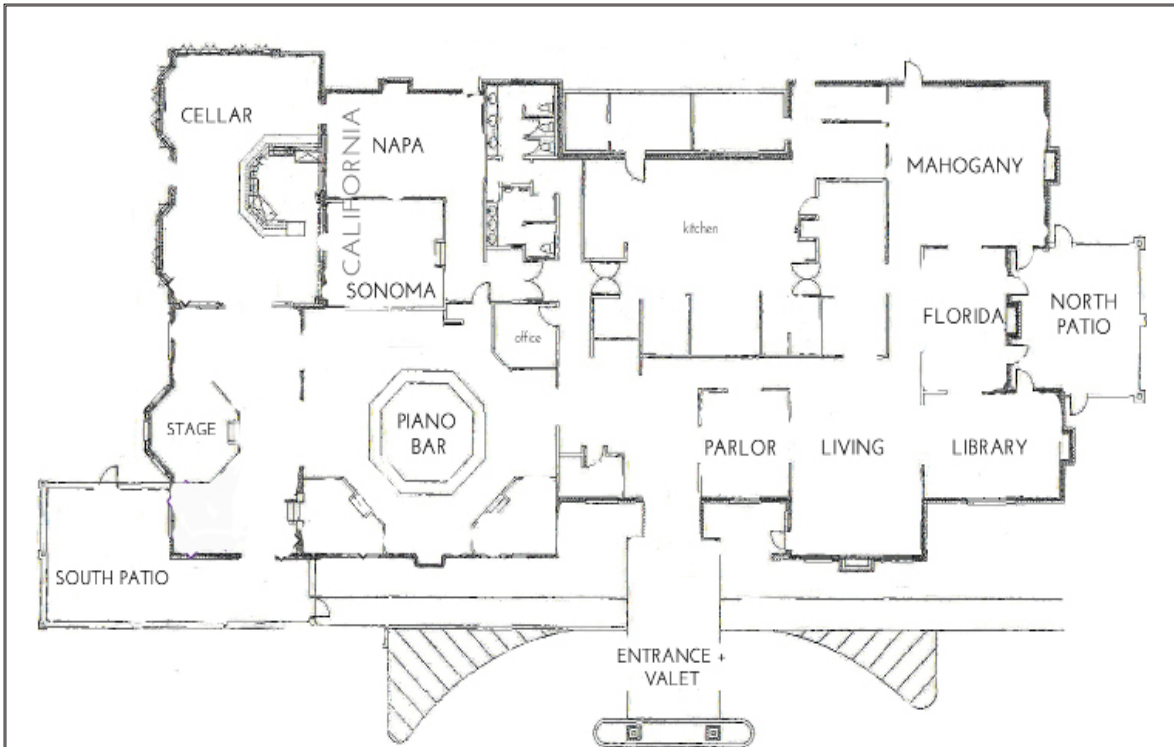 CELLAR
CALIFORNIA
NAPA
SONOMA
kitchen
MAHOGANY
FLORIDA
NORTH
PATIO
office
STAGE
PIANO
BAR
PARLOR
LIVING
LIBRARY
SOUTH PATIO
ENTRANCE +
VALET